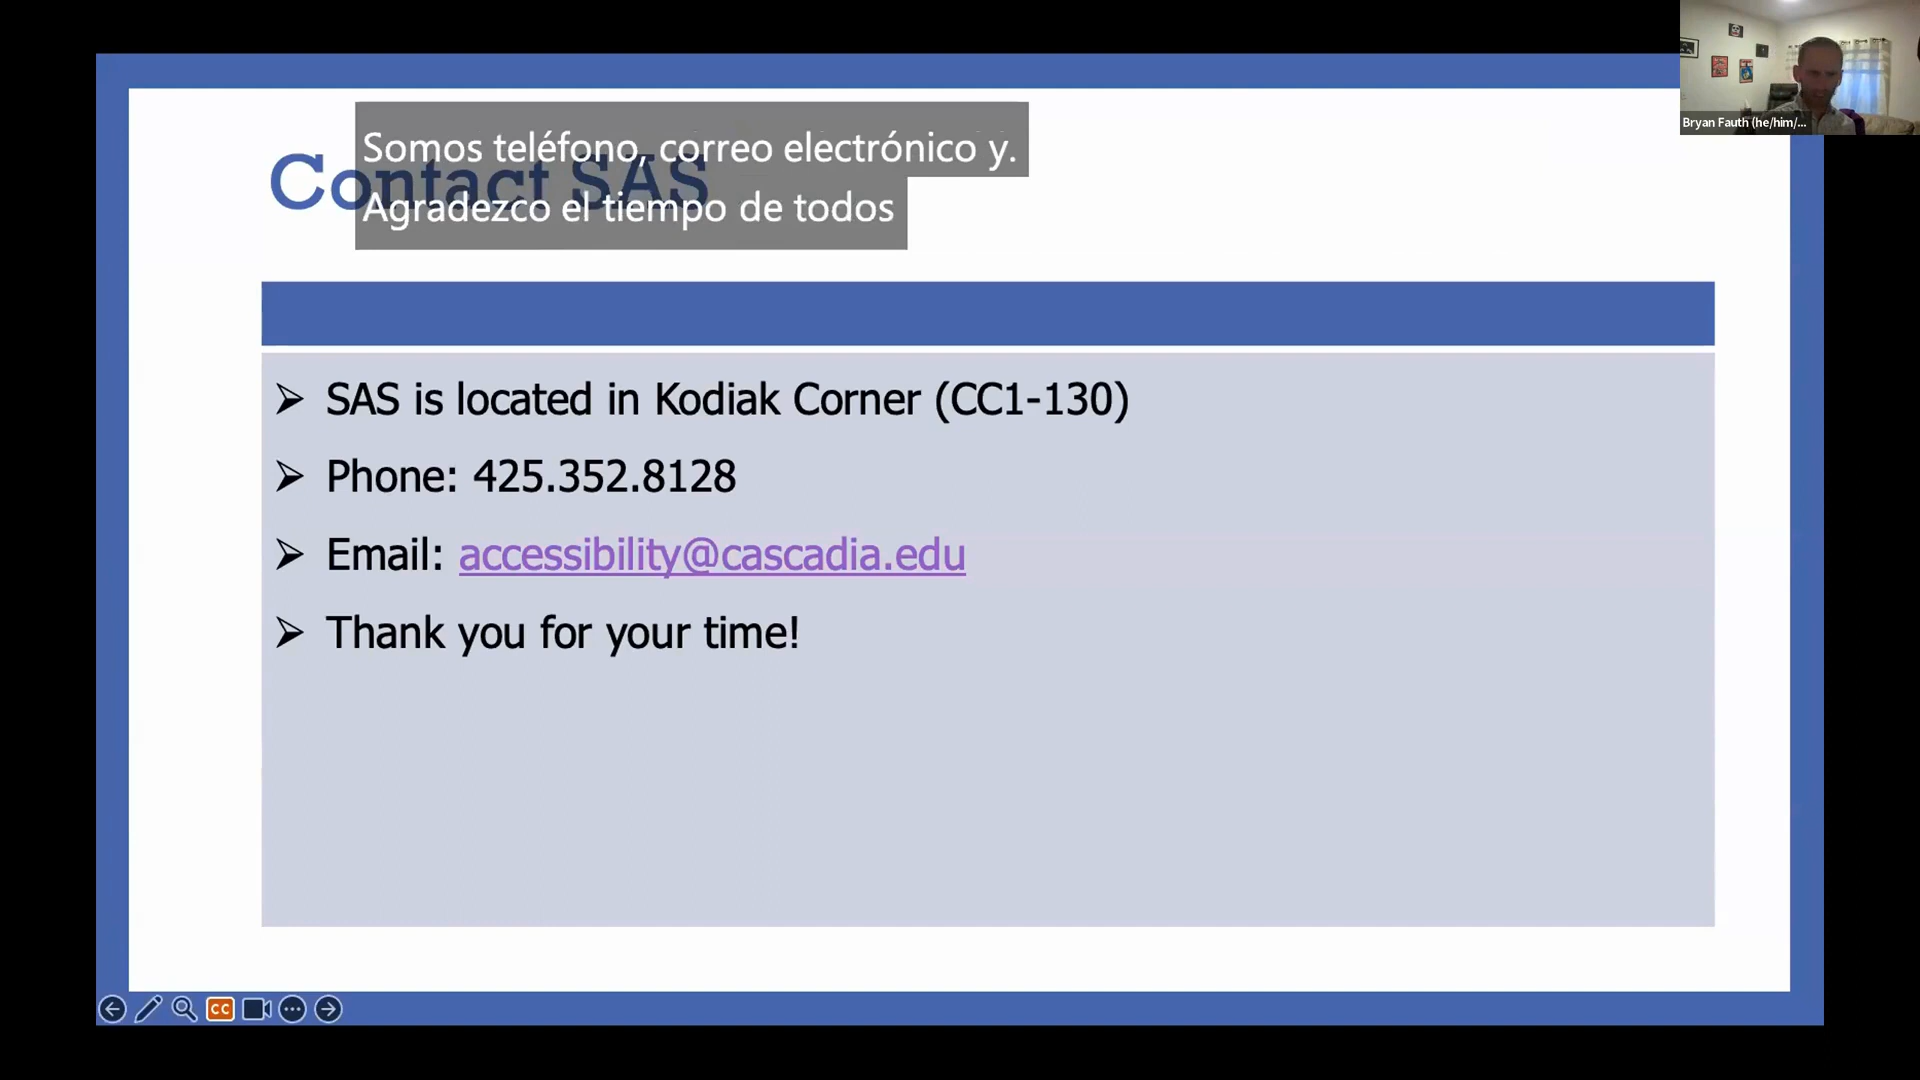 Somos teléfono, correo electrónico y.
Agradezco el tiempo de todos
Contact SAS
SAS is located in Kodiak Corner (CC1-130)
Phone: 425.352.8128
Email: accessibility@cascadia.edu
Thank you for your time!
Bryan Fauth (he/him/...
CC